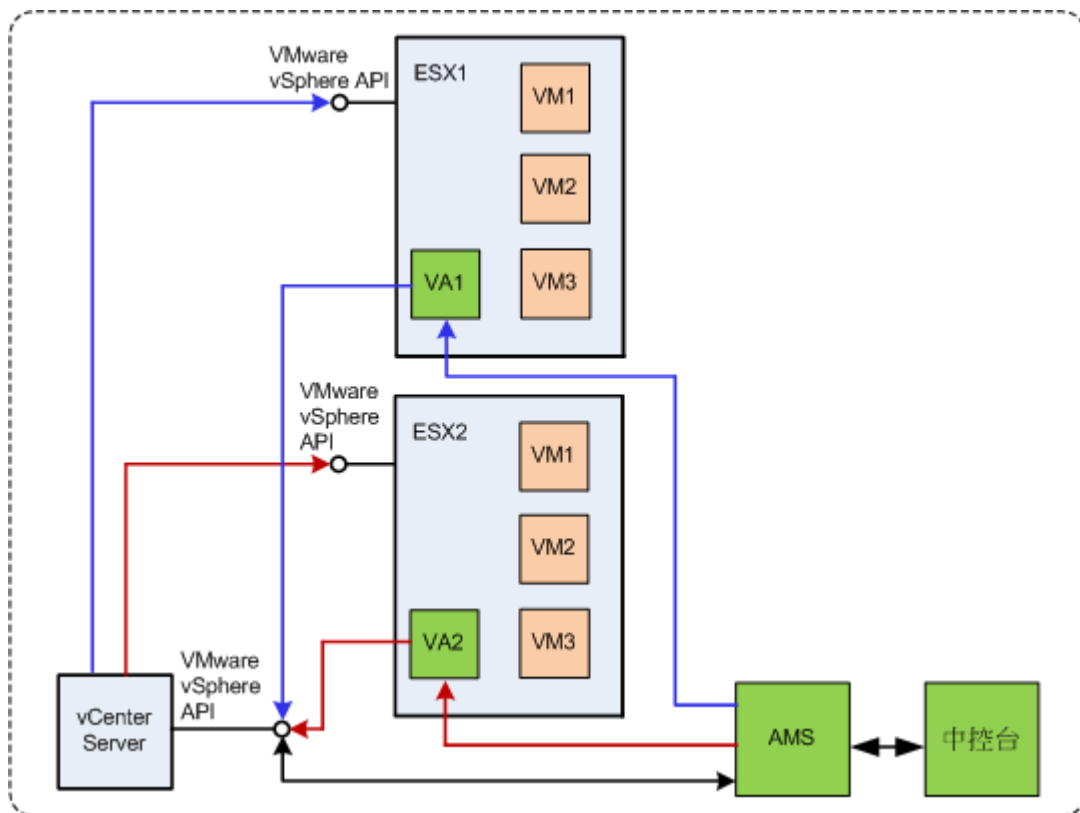 VMware
vSphere API
ESX1
VM1
VM2
VA1
VM3
VMware
vSphere
API
ESX2
VM1
VM2
VA2
VM3
VMware
vSphere
API
vCenter
Server
AMS
中控台